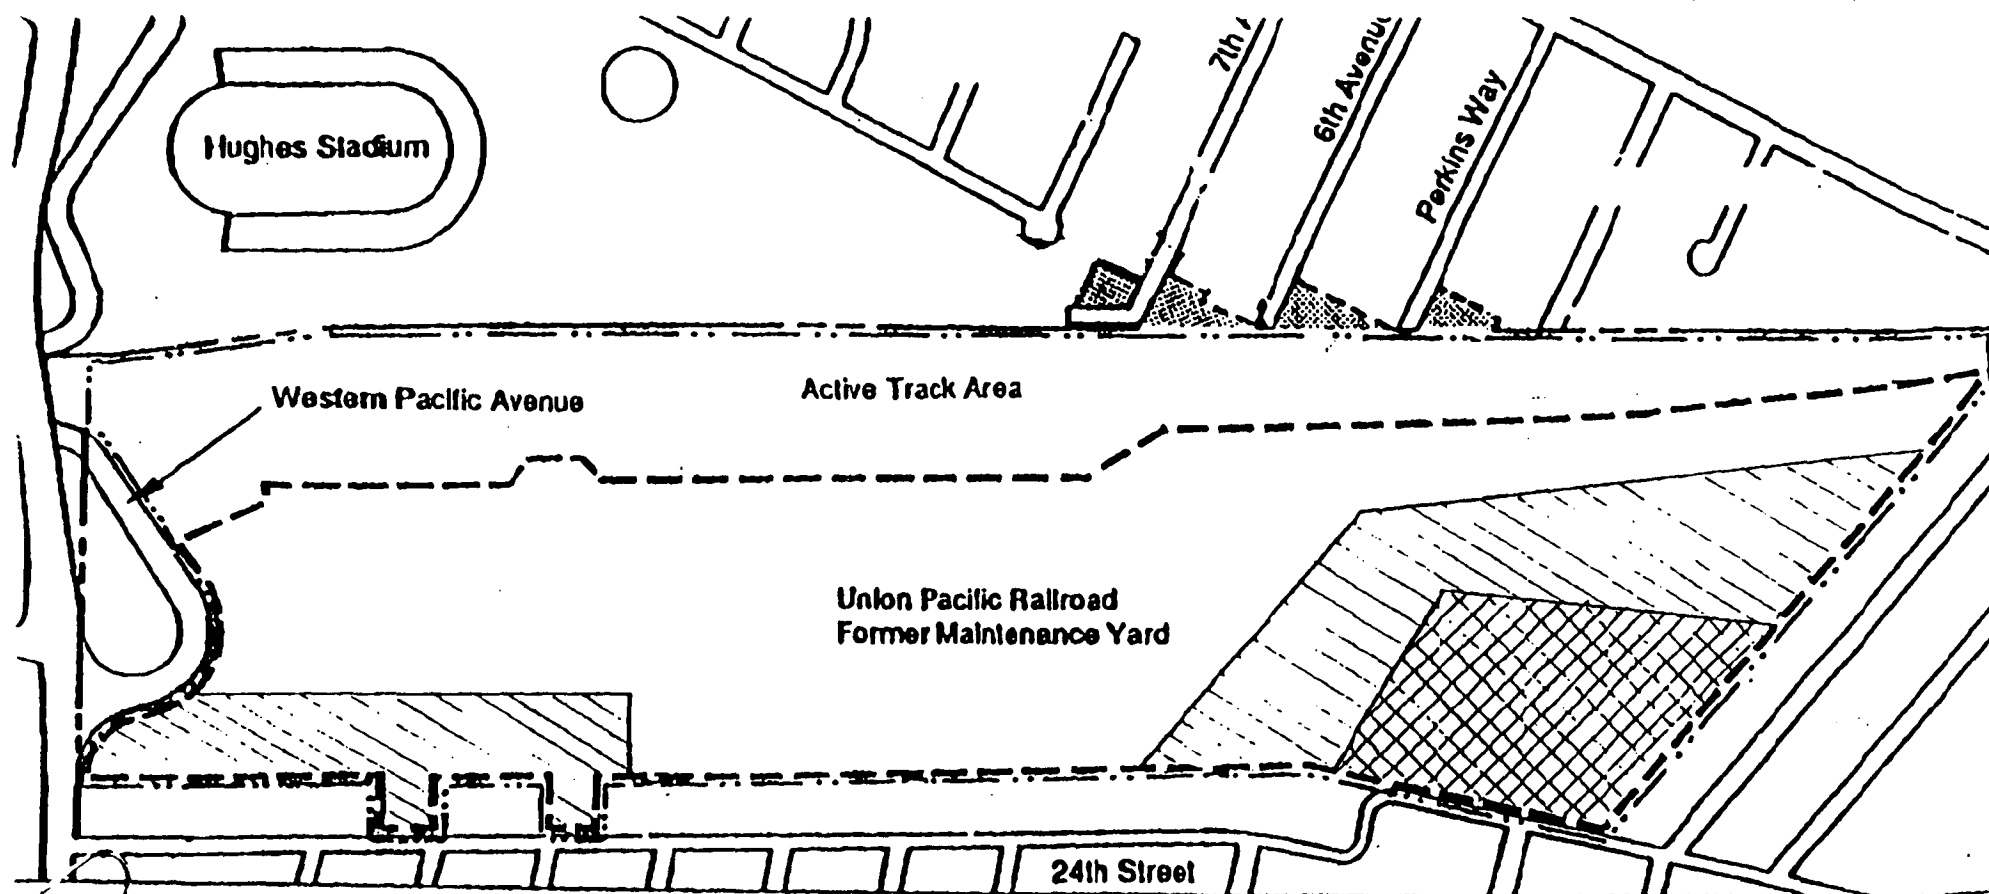 7th A
6th Avenue
Perkins Way
Hughes Stadium
Western Pacific Avenue
Active Track Area
Union Pacific Railroad
Former Maintenance Yard
24th Street